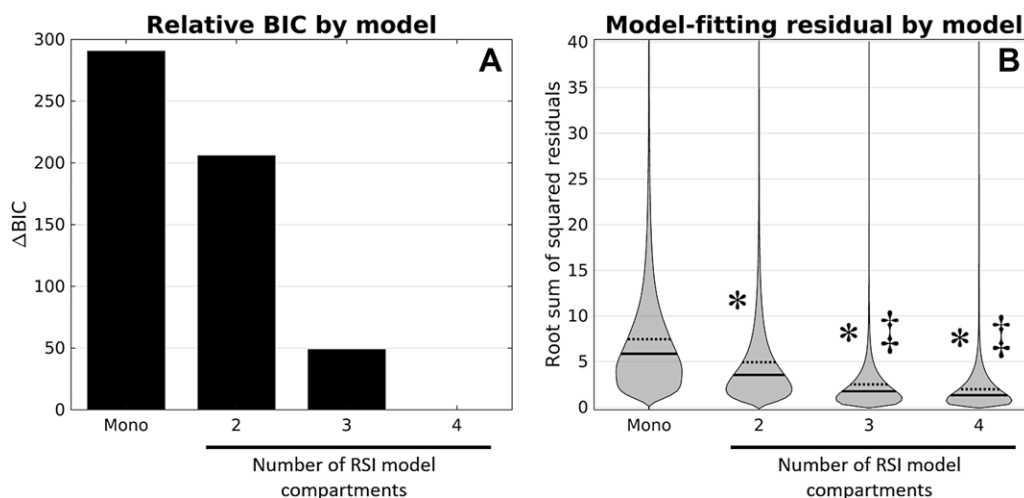 Relative BIC by model
A
300
250
200
150
100
50
0
ΔBIC
Mono 2 3 4
Number of RSI model
compartments
Model-fitting residual by model
B
40
35
30
25
20
15
10
5
0
Root sum of squared residuals
* * ‡ * ‡
Mono 2 3 4
Number of RSI model
compartments